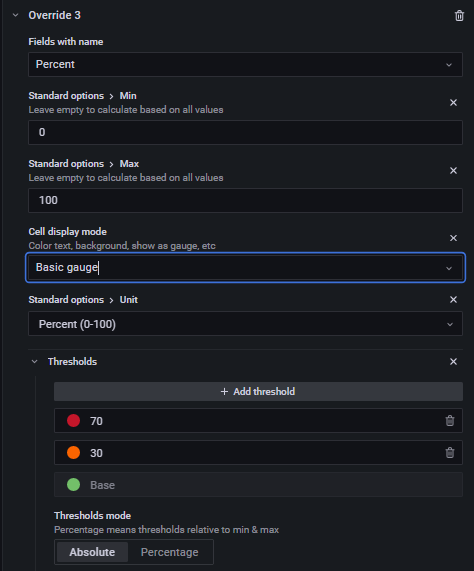 Override 3
Fields with name
Percent
Standard options > Min
Leave empty to calculate based on all values
0
Standard options > Max
Leave empty to calculate based on all values
100
Cell display mode
Color text, background, show as gauge, etc
Basic gauge
Standard options > Unit
Percent (0-100)
Thresholds
+ Add threshold
70
30
Base
Thresholds mode
Percentage means thresholds relative to min & max
Absolute Percentage